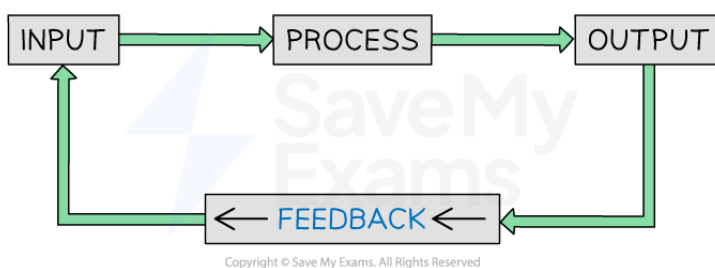 INPUT PROCESS OUTPUT
SaveMy
Exams
FEEDBACK
Copyright © Save My Exams. All Rights Reserved